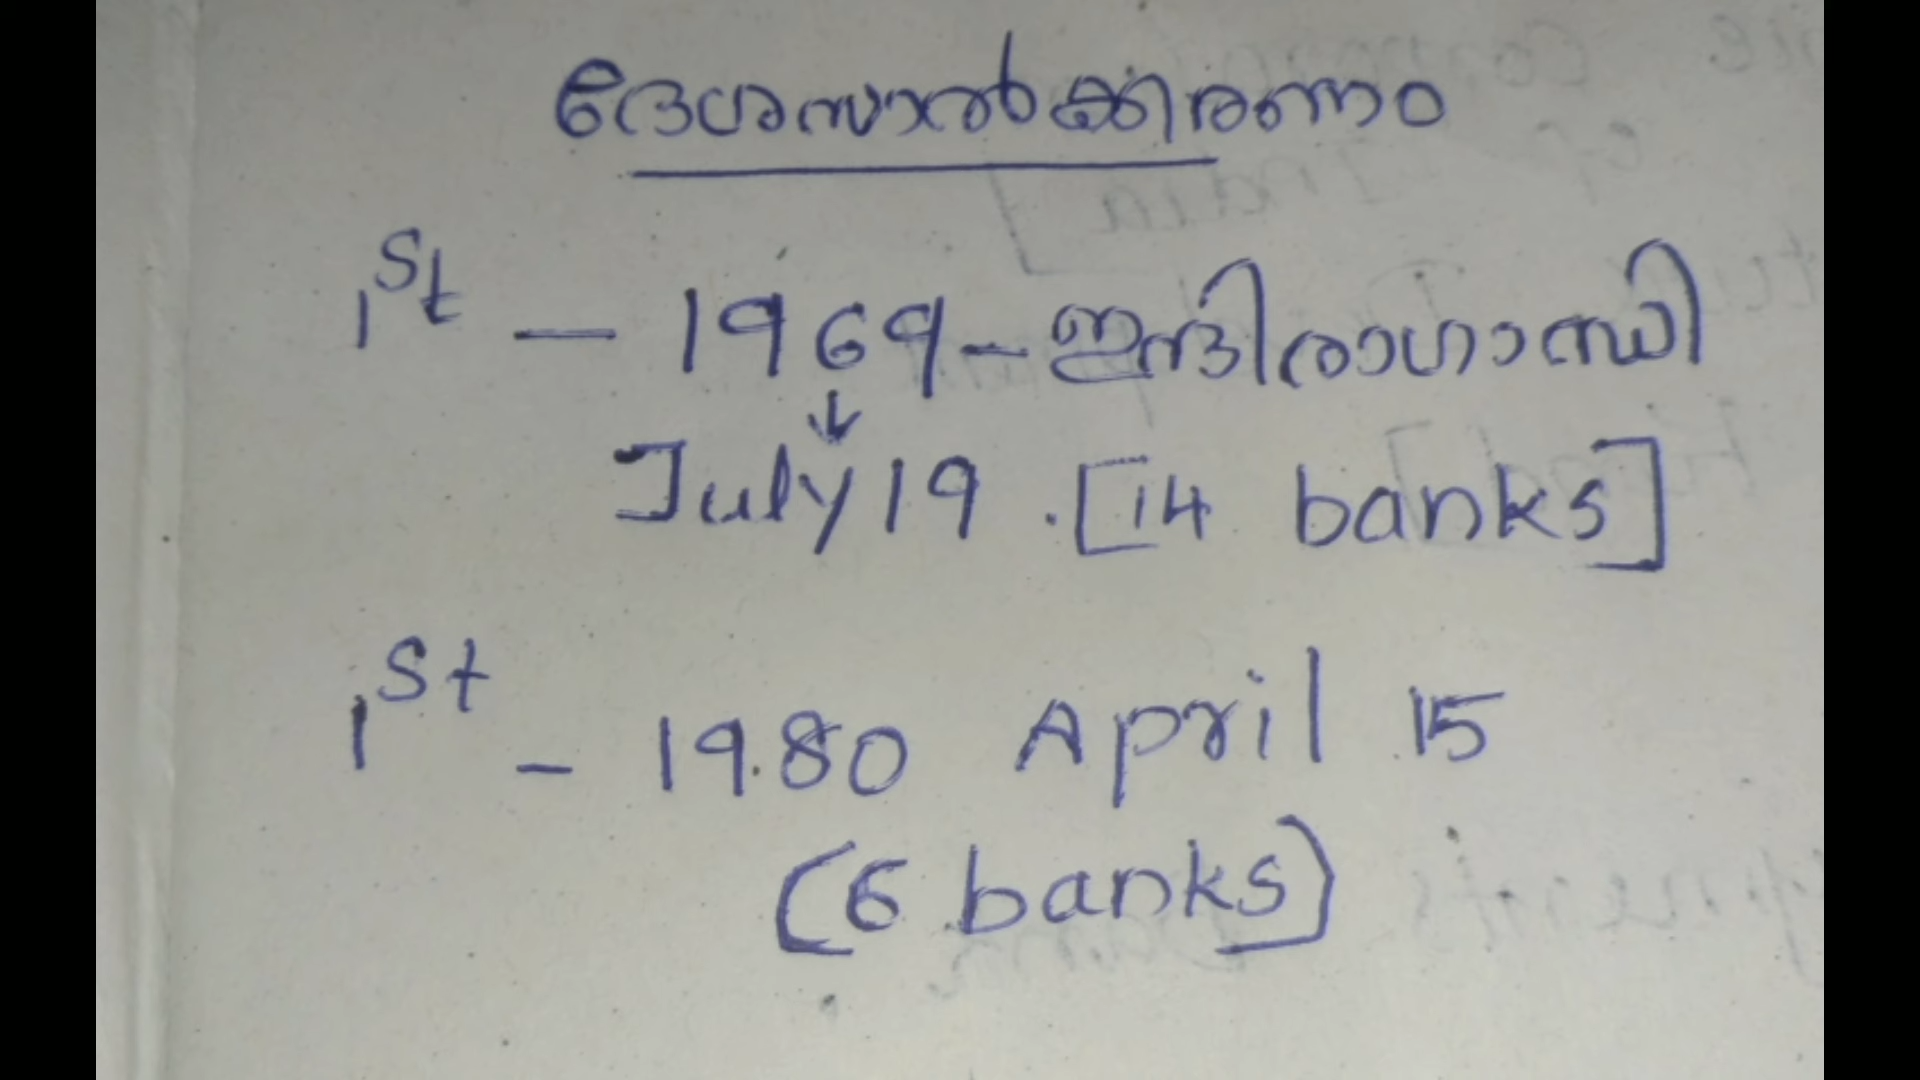 ദേശസാൽക്കരണം
1st - 1969 - ഇന്ദിരാഗാന്ധി
↓
July 19. [14 banks]
1st - 1980 April 15
(6 banks)